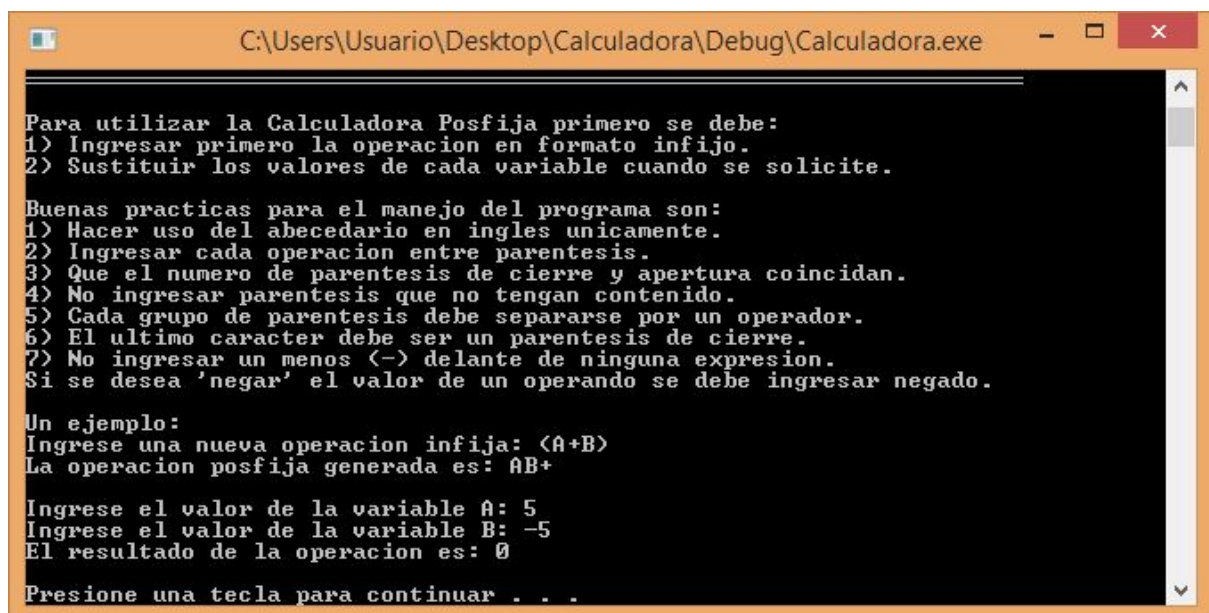 C:\Users\Usuario\Desktop\Calculadora\Debug\Calculadora.exe
Para utilizar la Calculadora Posfija primero se debe:
1) Ingresar primero la operacion en formato infijo.
2) Sustituir los valores de cada variable cuando se solicite.
Buenas practicas para el manejo del programa son:
1) Hacer uso del abecedario en ingles unicamente.
2) Ingresar cada operacion entre parentesis.
3) Que el numero de parentesis de cierre y apertura coincidan.
4) No ingresar parentesis que no tengan contenido.
5) Cada grupo de parentesis debe separarse por un operador.
6) El ultimo caracter debe ser un parentesis de cierre.
7) No ingresar un menos (-) delante de ninguna expresion.
Si se desea 'negar' el valor de un operando se debe ingresar negado.
Un ejemplo:
Ingrese una nueva operacion infija: (A+B)
La operacion posfija generada es: AB+
Ingrese el valor de la variable A: 5
Ingrese el valor de la variable B: -5
El resultado de la operacion es: 0
Presione una tecla para continuar . . .